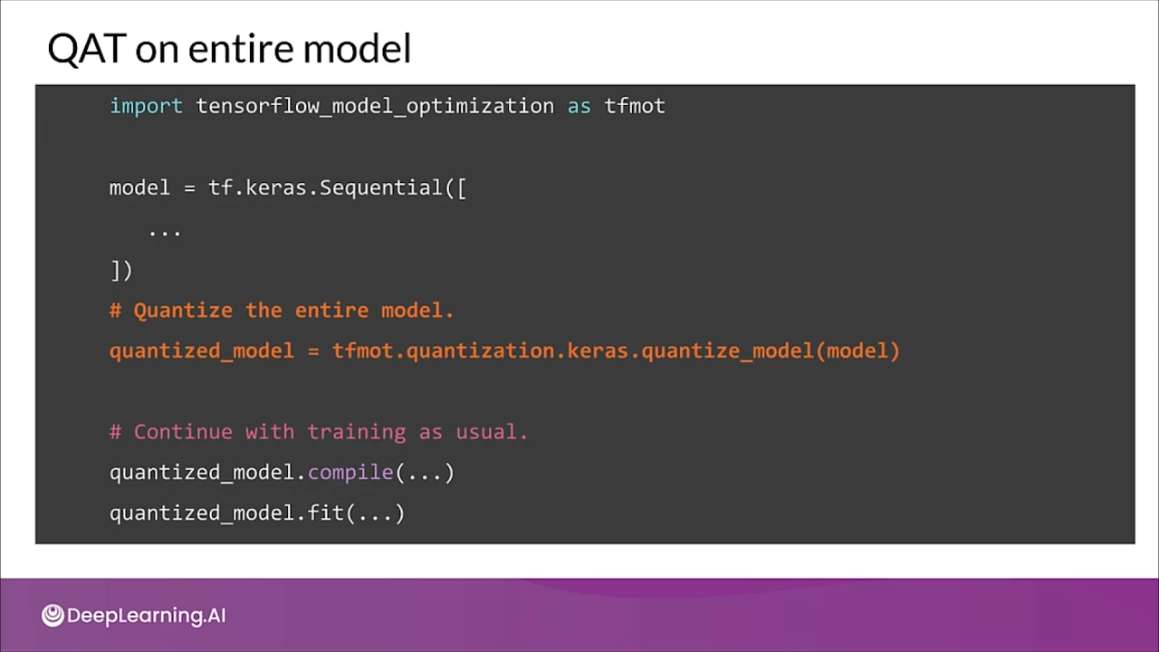 QAT on entire model
import tensorflow_model_optimization as tfmot
model = tf.keras.Sequential([
...
])
# Quantize the entire model.
quantized_model = tfmot.quantization.keras.quantize_model(model)
# Continue with training as usual.
quantized_model.compile(...)
quantized_model.fit(...)
DeepLearning.AI